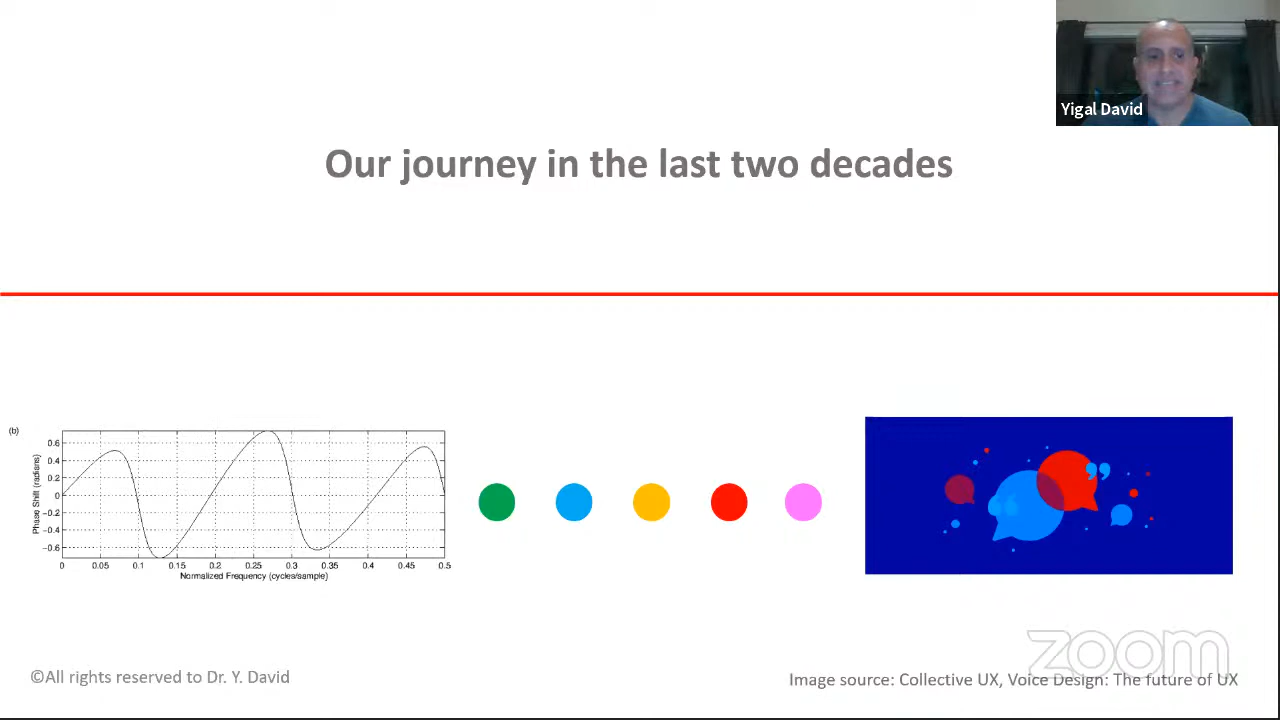 Yigal David
Our journey in the last two decades
(b)
Phase Shift (radians)
0.6
0.4
0.2
0
−0.2
−0.4
−0.6
0 0.05 0.1 0.15 0.2 0.25 0.3 0.35 0.4 0.45 0.5
Normalized Frequency (cycles/sample)
zoom
©All rights reserved to Dr. Y. David
Image source: Collective UX, Voice Design: The future of UX